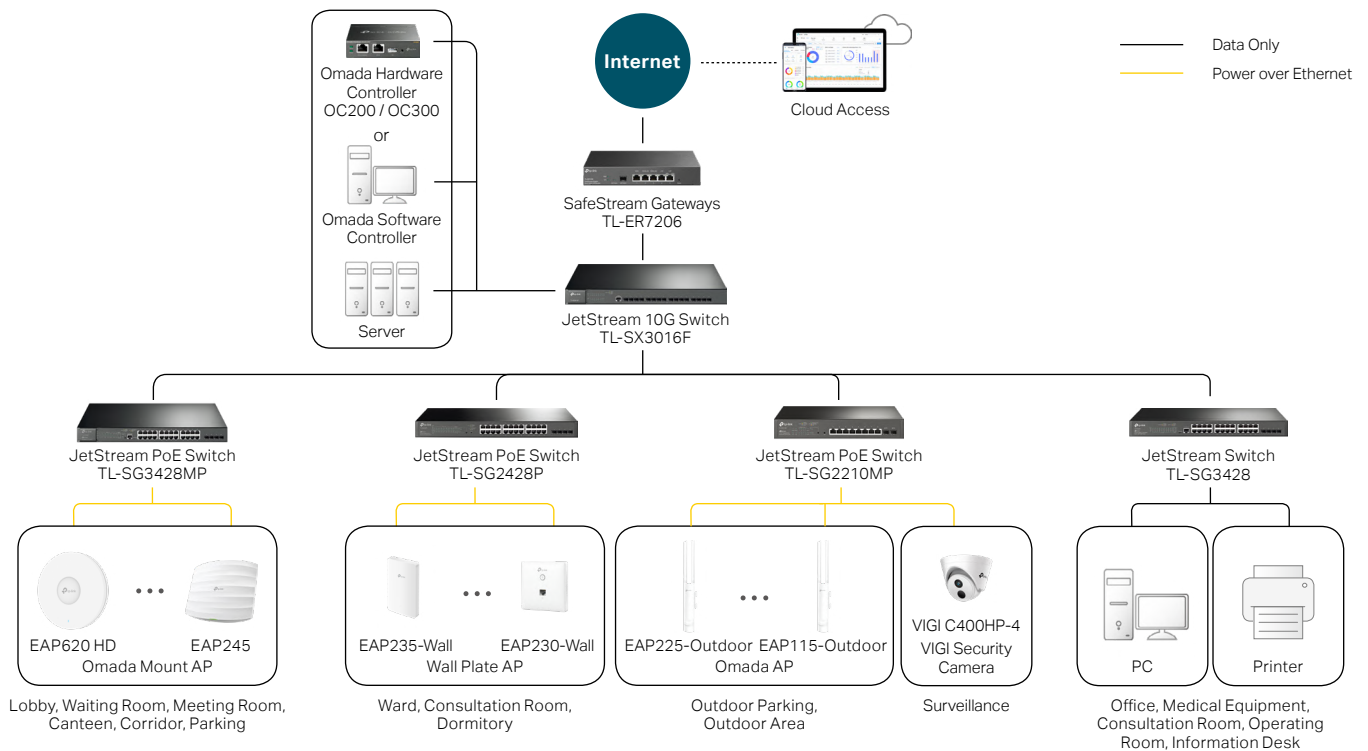 Omada Hardware
Controller
OC200 / OC300
or
Omada Software
Controller
Server
Internet
Cloud Access
Data Only
Power over Ethernet
SafeStream Gateways
TL-ER7206
JetStream 10G Switch
TL-SX3016F
JetStream PoE Switch
TL-SG3428MP
JetStream PoE Switch
TL-SG2428P
JetStream PoE Switch
TL-SG2210MP
JetStream Switch
TL-SG3428
EAP620 HD
EAP245
Omada Mount AP
EAP235-Wall
EAP230-Wall
Wall Plate AP
EAP225-Outdoor
EAP115-Outdoor
Omada AP
VIGI C400HP-4
VIGI Security
Camera
PC
Printer
Lobby, Waiting Room, Meeting Room,
Canteen, Corridor, Parking
Ward, Consultation Room,
Dormitory
Outdoor Parking,
Outdoor Area
Surveillance
Office, Medical Equipment,
Consultation Room, Operating
Room, Information Desk